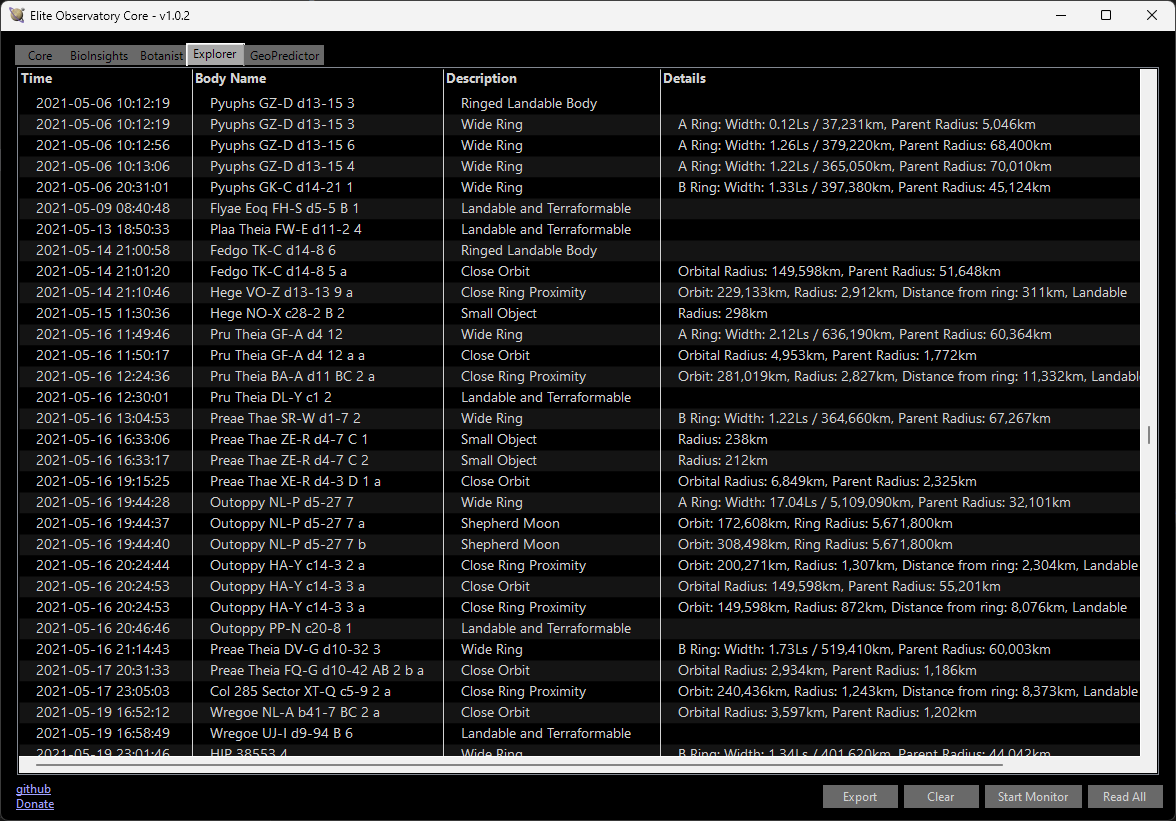 Elite Observatory Core - v1.0.2
Core BioInsights Botanist Explorer GeoPredictor
Time Body Name Description Details
2021-05-06 10:12:19 Pyuphs GZ-D d13-15 3 Ringed Landable Body
2021-05-06 10:12:19 Pyuphs GZ-D d13-15 3 Wide Ring A Ring: Width: 0.12Ls / 37,231km, Parent Radius: 5,046km
2021-05-06 10:12:56 Pyuphs GZ-D d13-15 6 Wide Ring A Ring: Width: 1.26Ls / 379,220km, Parent Radius: 68,400km
2021-05-06 10:13:06 Pyuphs GZ-D d13-15 4 Wide Ring A Ring: Width: 1.22Ls / 365,050km, Parent Radius: 70,010km
2021-05-06 20:31:01 Pyuphs GK-C d14-21 1 Wide Ring B Ring: Width: 1.33Ls / 397,380km, Parent Radius: 45,124km
2021-05-09 08:40:48 Flyae Eoq FH-S d5-5 B 1 Landable and Terraformable
2021-05-13 18:50:33 Plaa Theia FW-E d11-2 4 Landable and Terraformable
2021-05-14 21:00:58 Fedgo TK-C d14-8 6 Ringed Landable Body
2021-05-14 21:01:20 Fedgo TK-C d14-8 5 a Close Orbit Orbital Radius: 149,598km, Parent Radius: 51,648km
2021-05-14 21:10:46 Hege VO-Z d13-13 9 a Close Ring Proximity Orbit: 229,133km, Radius: 2,912km, Distance from ring: 311km, Landable
2021-05-15 11:30:36 Hege NO-X c28-2 B 2 Small Object Radius: 298km
2021-05-16 11:49:46 Pru Theia GF-A d4 12 Wide Ring A Ring: Width: 2.12Ls / 636,190km, Parent Radius: 60,364km
2021-05-16 11:50:17 Pru Theia GF-A d4 12 a a Close Orbit Orbital Radius: 4,953km, Parent Radius: 1,772km
2021-05-16 12:24:36 Pru Theia BA-A d11 BC 2 a Close Ring Proximity Orbit: 281,019km, Radius: 2,827km, Distance from ring: 11,332km, Landabl
2021-05-16 12:30:01 Pru Theia DL-Y c1 2 Landable and Terraformable
2021-05-16 13:04:53 Preae Thae SR-W d1-7 2 Wide Ring B Ring: Width: 1.22Ls / 364,660km, Parent Radius: 67,267km
2021-05-16 16:33:06 Preae Thae ZE-R d4-7 C 1 Small Object Radius: 238km
2021-05-16 16:33:17 Preae Thae ZE-R d4-7 C 2 Small Object Radius: 212km
2021-05-16 19:15:25 Preae Thae XE-R d4-3 D 1 a Close Orbit Orbital Radius: 6,849km, Parent Radius: 2,325km
2021-05-16 19:44:28 Outoppy NL-P d5-27 7 Wide Ring A Ring: Width: 17.04Ls / 5,109,090km, Parent Radius: 32,101km
2021-05-16 19:44:37 Outoppy NL-P d5-27 7 a Shepherd Moon Orbit: 172,608km, Ring Radius: 5,671,800km
2021-05-16 19:44:40 Outoppy NL-P d5-27 7 b Shepherd Moon Orbit: 308,498km, Ring Radius: 5,671,800km
2021-05-16 20:24:44 Outoppy HA-Y c14-3 2 a Close Ring Proximity Orbit: 200,271km, Radius: 1,307km, Distance from ring: 2,304km, Landable
2021-05-16 20:24:53 Outoppy HA-Y c14-3 3 a Close Orbit Orbital Radius: 149,598km, Parent Radius: 55,201km
2021-05-16 20:24:53 Outoppy HA-Y c14-3 3 a Close Ring Proximity Orbit: 149,598km, Radius: 872km, Distance from ring: 8,076km, Landable
2021-05-16 20:46:46 Outoppy PP-N c20-8 1 Landable and Terraformable
2021-05-16 21:14:43 Preae Theia DV-G d10-32 3 Wide Ring B Ring: Width: 1.73Ls / 519,410km, Parent Radius: 60,003km
2021-05-17 20:31:33 Preae Theia FQ-G d10-42 AB 2 b a Close Orbit Orbital Radius: 2,934km, Parent Radius: 1,186km
2021-05-17 23:05:03 Col 285 Sector XT-Q c5-9 2 a Close Ring Proximity Orbit: 240,436km, Radius: 1,243km, Distance from ring: 8,373km, Landable
2021-05-19 16:52:12 Wregoe NL-A b41-7 BC 2 a Close Orbit Orbital Radius: 3,597km, Parent Radius: 1,202km
2021-05-19 16:58:49 Wregoe UJ-I d9-94 B 6 Landable and Terraformable
2021-05-19 23:01:46 HIP 38553 4 Wide Ring B Ring: Width: 1.34Ls / 401,620km, Parent Radius: 44,042km
github
Donate
Export Clear Start Monitor Read All